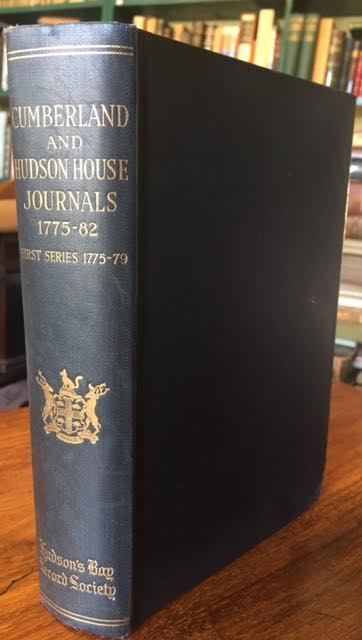 CUMBERLAND
AND
HUDSON HOUSE
JOURNALS
1775-82
FIRST SERIES 1775-79
Hudson's Bay
Record Society